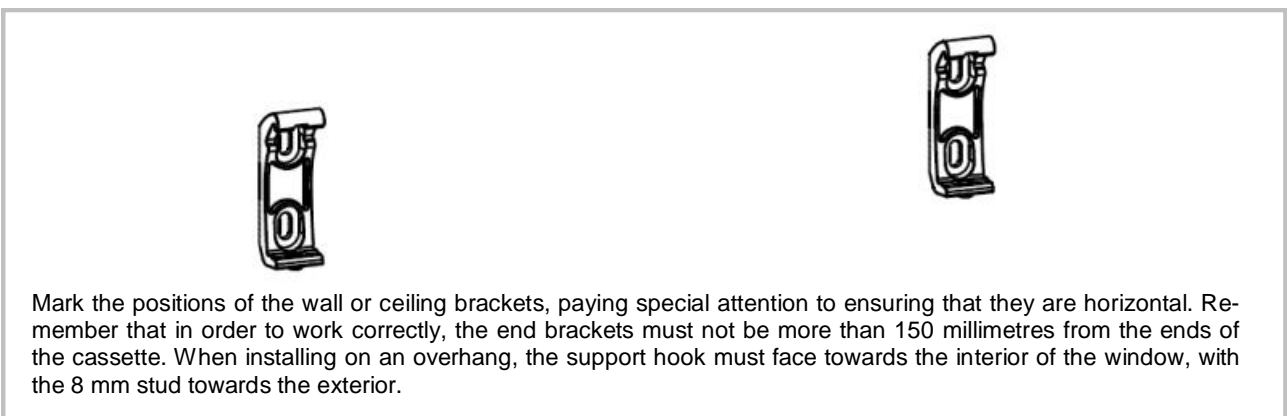 Mark the positions of the wall or ceiling brackets, paying special attention to ensuring that they are horizontal. Re-
member that in order to work correctly, the end brackets must not be more than 150 millimetres from the ends of
the cassette. When installing on an overhang, the support hook must face towards the interior of the window, with
the 8 mm stud towards the exterior.